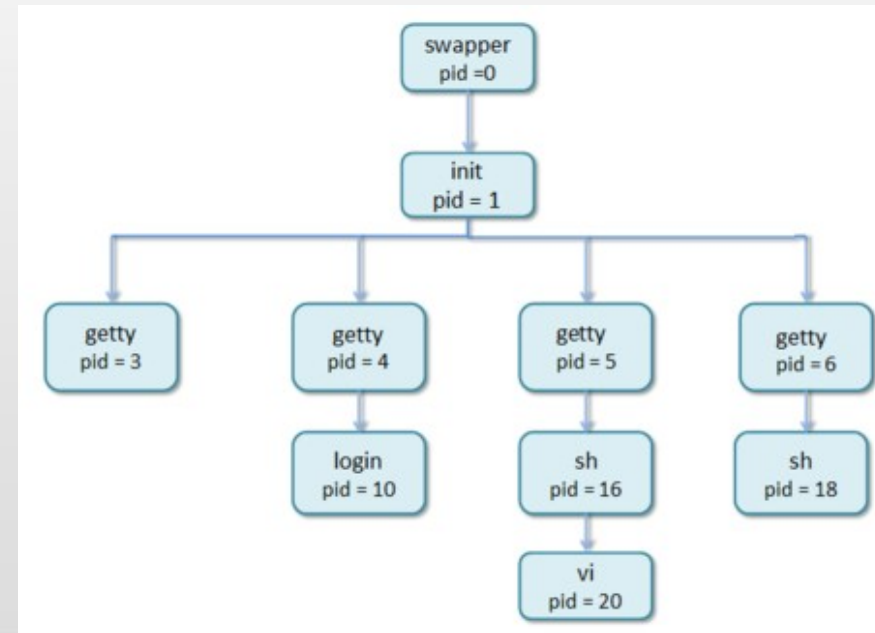 swapper
pid =0
init
pid = 1
getty
pid = 3
getty
pid = 4
getty
pid = 5
getty
pid = 6
login
pid = 10
sh
pid = 16
sh
pid = 18
vi
pid = 20